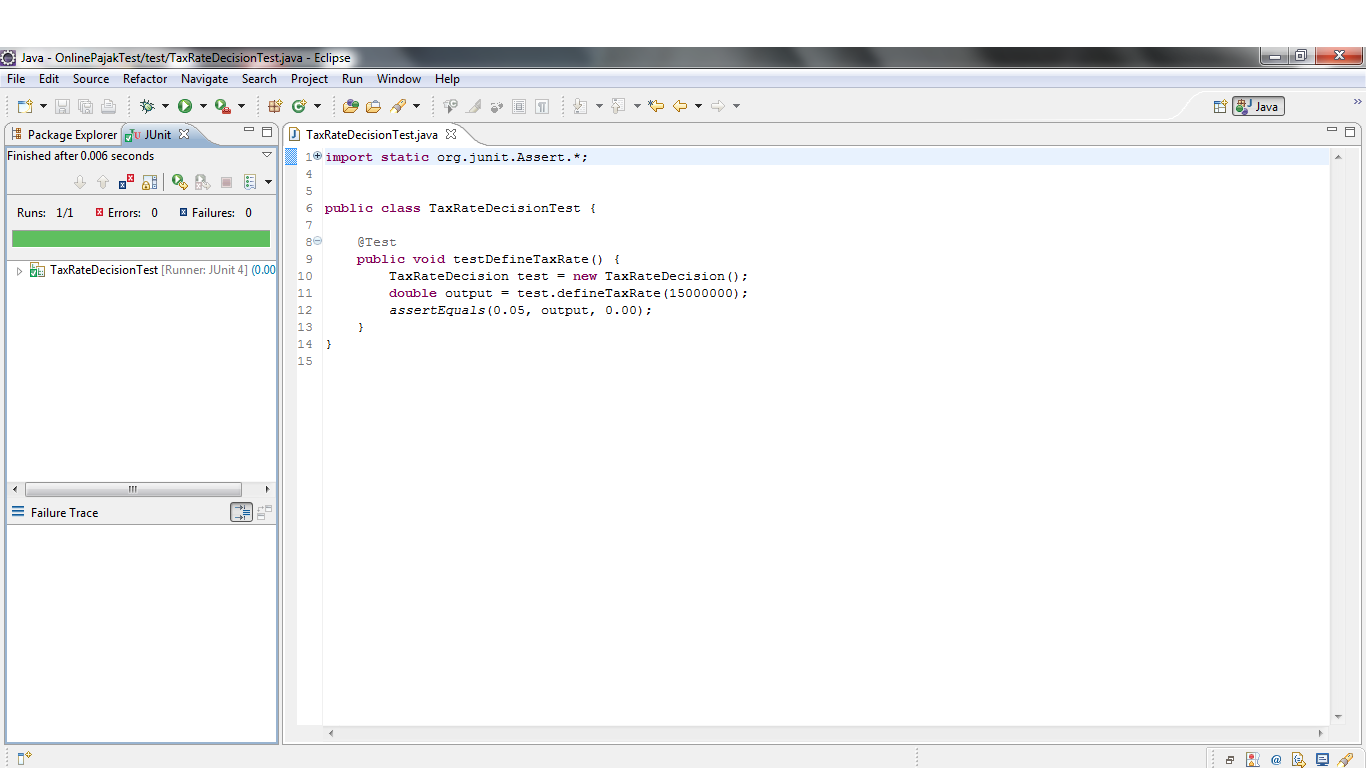 Java - OnlinePajakTest/test/TaxRateDecisionTest.java - Eclipse
File Edit Source Refactor Navigate Search Project Run Window Help
Java
Package Explorer JUnit
Finished after 0.006 seconds
Runs: 1/1 Errors: 0 Failures: 0
TaxRateDecisionTest [Runner: JUnit 4] (0.00
Failure Trace
TaxRateDecisionTest.java
1 import static org.junit.Assert.*;
4
5
6 public class TaxRateDecisionTest {
7
8 @Test
9 public void testDefineTaxRate() {
10 TaxRateDecision test = new TaxRateDecision();
11 double output = test.defineTaxRate(15000000);
12 assertEquals(0.05, output, 0.00);
13 }
14 }
15